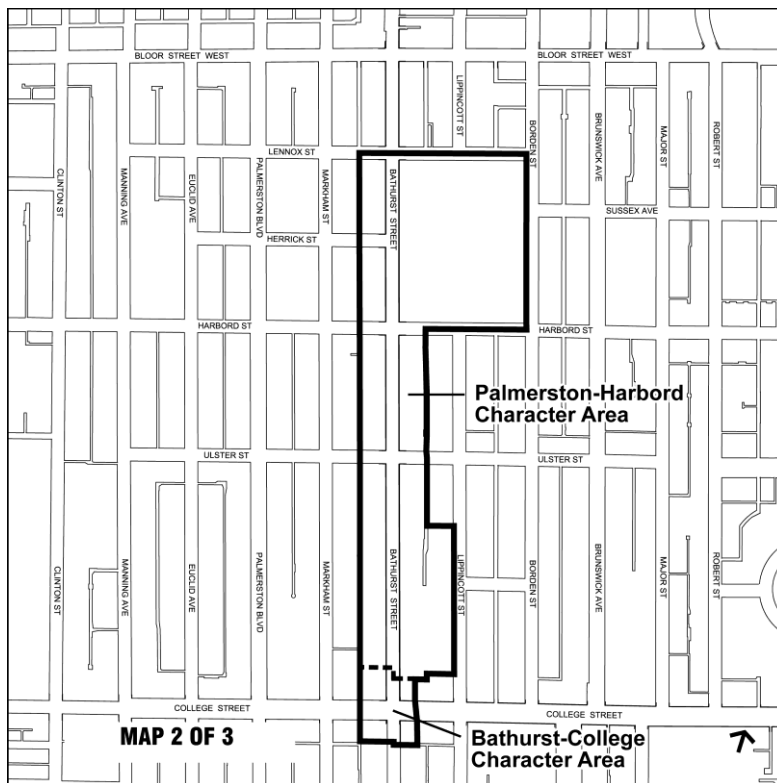 BLOOR STREET WEST
BLOOR STREET WEST
LIPPINCOTT ST
BORDEN ST
BRUNSWICK AVE
MAJOR ST
ROBERT ST
LENNOX ST
CLINTON ST
MANNING AVE
EUCLID AVE
PALMERSTON BLVD
MARKHAM ST
BATHURST STREET
SUSSEX AVE
HERRICK ST
HARBORD ST
HARBORD ST
Palmerston-Harbord
Character Area
ULSTER ST
ULSTER ST
CLINTON ST
MANNING AVE
EUCLID AVE
PALMERSTON BLVD
MARKHAM ST
BATHURST STREET
LIPPINCOTT ST
BORDEN ST
BRUNSWICK AVE
MAJOR ST
ROBERT ST
COLLEGE STREET
COLLEGE STREET
MAP 2 OF 3
Bathurst-College
Character Area